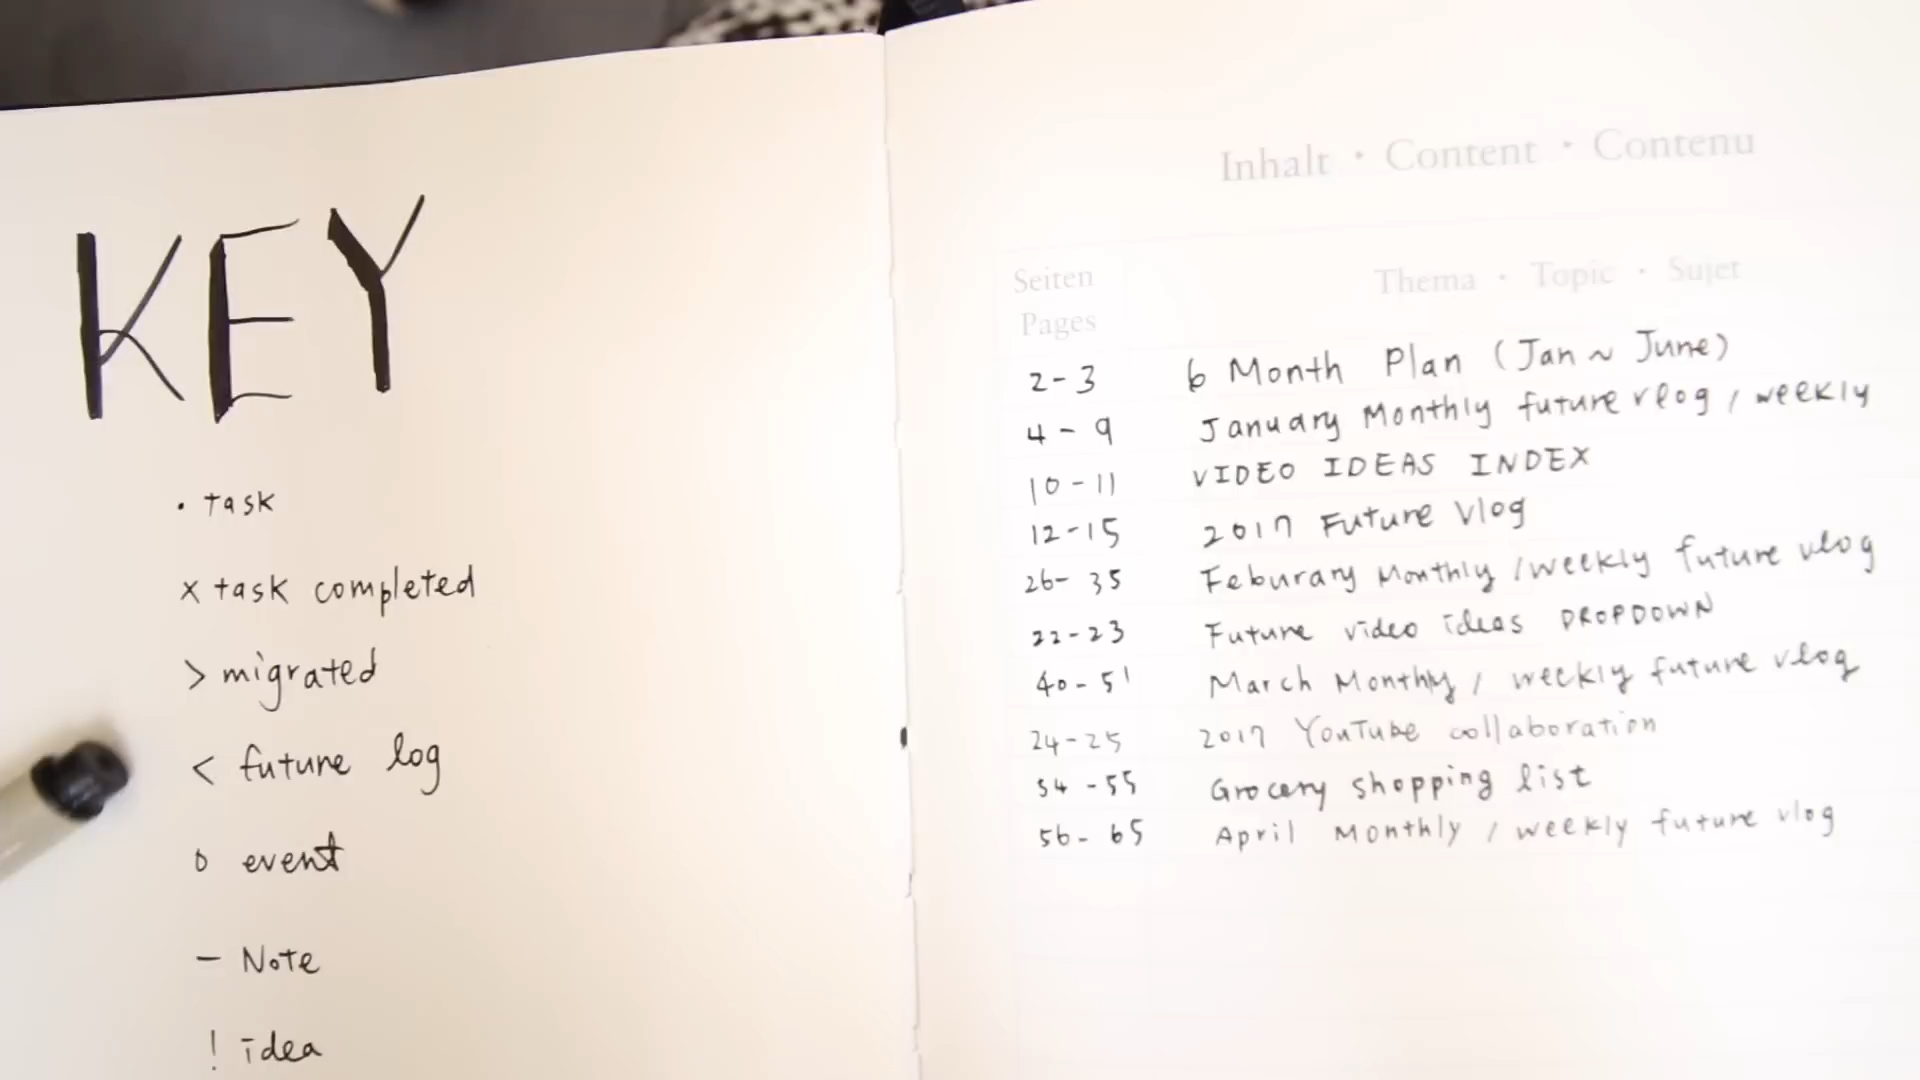 KEY
• task
x task completed
> migrated
< future log
o event
– Note
! idea
Inhalt · Content · Contenu
Seiten Thema · Topic · Sujet
Pages
2-3 6 Month Plan (Jan ~ June)
4-9 January Monthly future vlog / weekly
10-11 VIDEO IDEAS INDEX
12-15 2017 Future Vlog
26-35 Feburary Monthly / weekly future vlog
22-23 Future video ideas DROPDOWN
40-51 March Monthly / weekly future vlog
24-25 2017 YouTube collaboration
54-55 Grocery shopping list
56-65 April Monthly / weekly future vlog